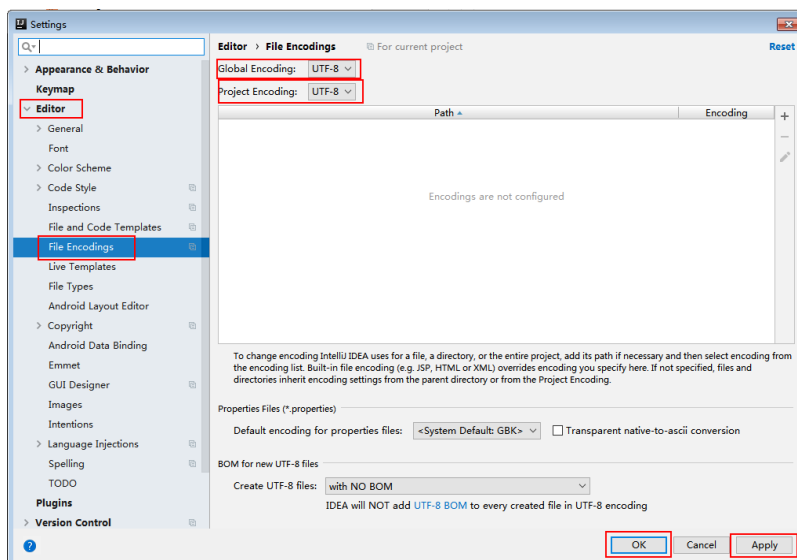 Settings
Editor › File Encodings For current project Reset
Appearance & Behavior
Keymap
Editor
General
Font
Color Scheme
Code Style
Inspections
File and Code Templates
File Encodings
Live Templates
File Types
Android Layout Editor
Copyright
Android Data Binding
Emmet
GUI Designer
Images
Intentions
Language Injections
Spelling
TODO
Plugins
Version Control
Global Encoding: UTF-8
Project Encoding: UTF-8
Path Encoding
Encodings are not configured
To change encoding IntelliJ IDEA uses for a file, a directory, or the entire project, add its path if necessary and then select encoding from
the encoding list. Built-in file encoding (e.g. JSP, HTML or XML) overrides encoding you specify here. If not specified, files and
directories inherit encoding settings from the parent directory or from the Project Encoding.
Properties Files (*.properties)
Default encoding for properties files: <System Default: GBK> Transparent native-to-ascii conversion
BOM for new UTF-8 files
Create UTF-8 files: with NO BOM
IDEA will NOT add UTF-8 BOM to every created file in UTF-8 encoding
? OK Cancel Apply